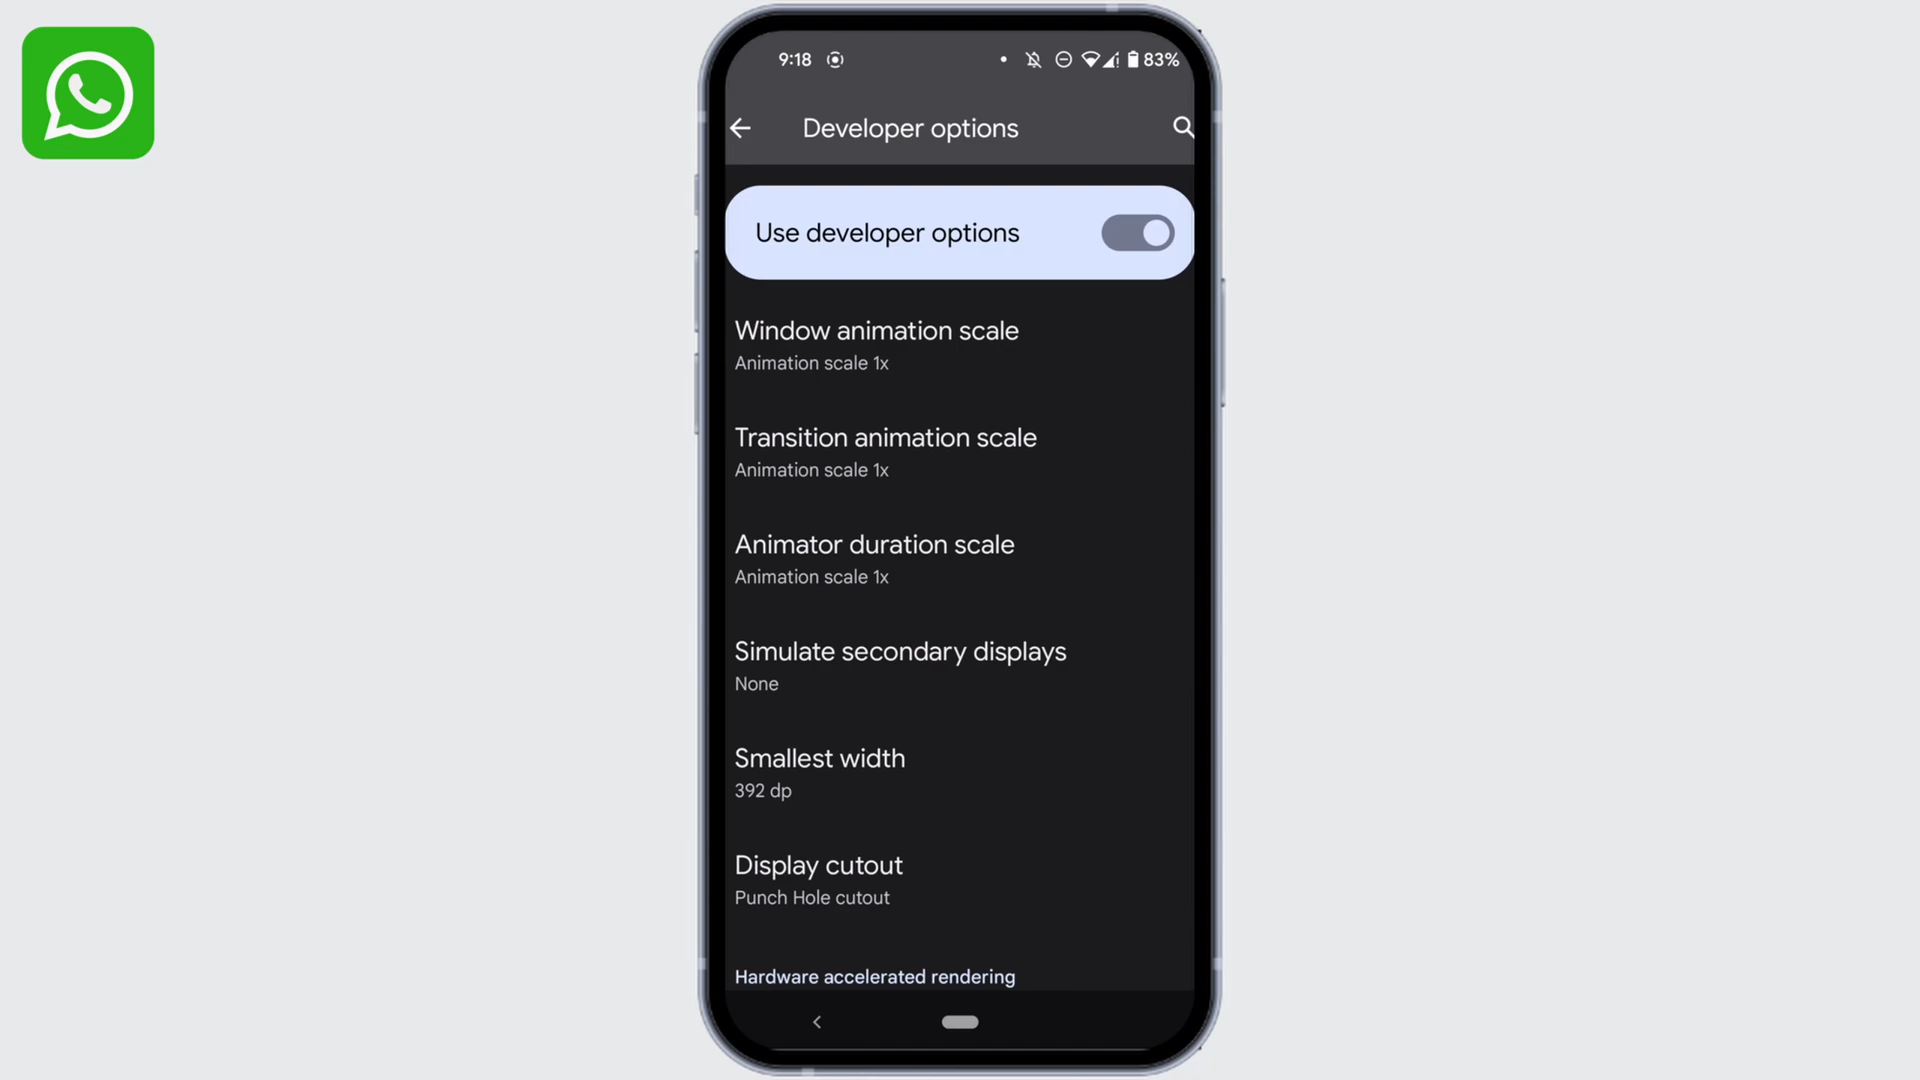 9:18 83%
Developer options
Use developer options
Window animation scale
Animation scale 1x
Transition animation scale
Animation scale 1x
Animator duration scale
Animation scale 1x
Simulate secondary displays
None
Smallest width
392 dp
Display cutout
Punch Hole cutout
Hardware accelerated rendering